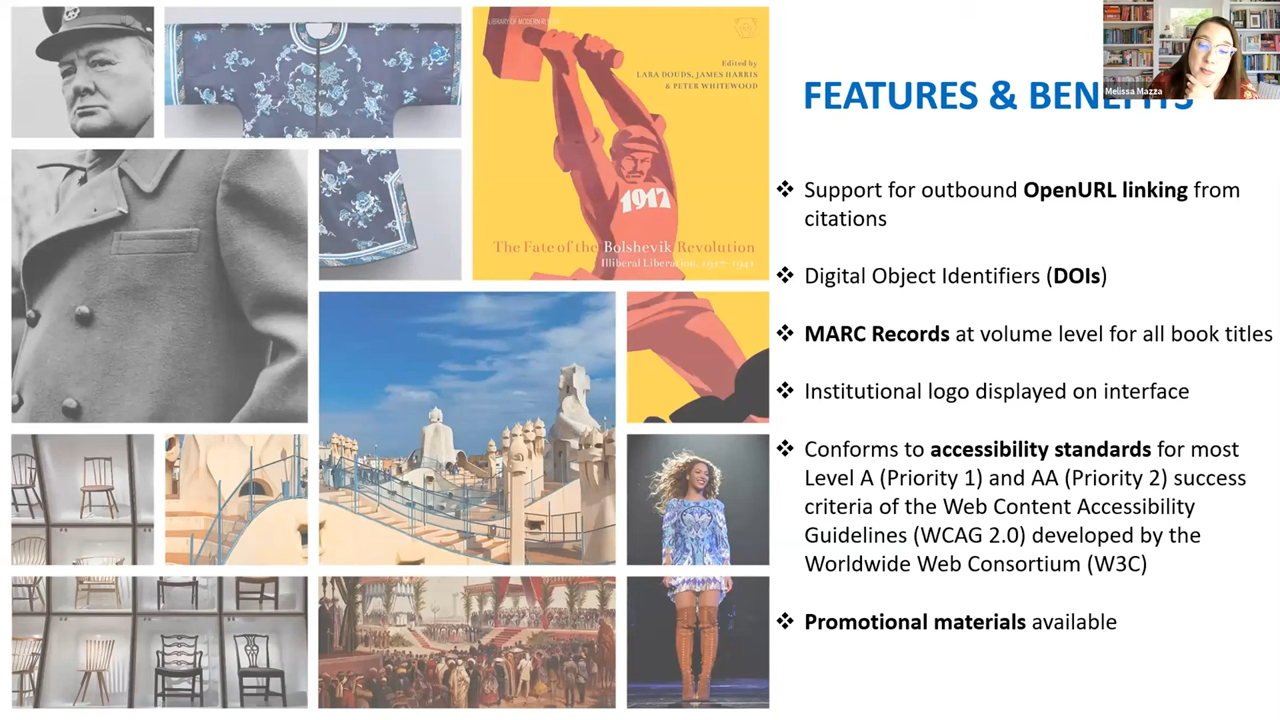 LIBRARY OF MODERN RUSSIA
Edited by
LARA DOUDS, JAMES HARRIS
& PETER WHITEWOOD
1917
The Fate of the Bolshevik Revolution
Illiberal Liberation, 1917–1941
Melissa Mazza
FEATURES & BENEFITS
❖ Support for outbound OpenURL linking from
citations
❖ Digital Object Identifiers (DOIs)
❖ MARC Records at volume level for all book titles
❖ Institutional logo displayed on interface
❖ Conforms to accessibility standards for most
Level A (Priority 1) and AA (Priority 2) success
criteria of the Web Content Accessibility
Guidelines (WCAG 2.0) developed by the
Worldwide Web Consortium (W3C)
❖ Promotional materials available